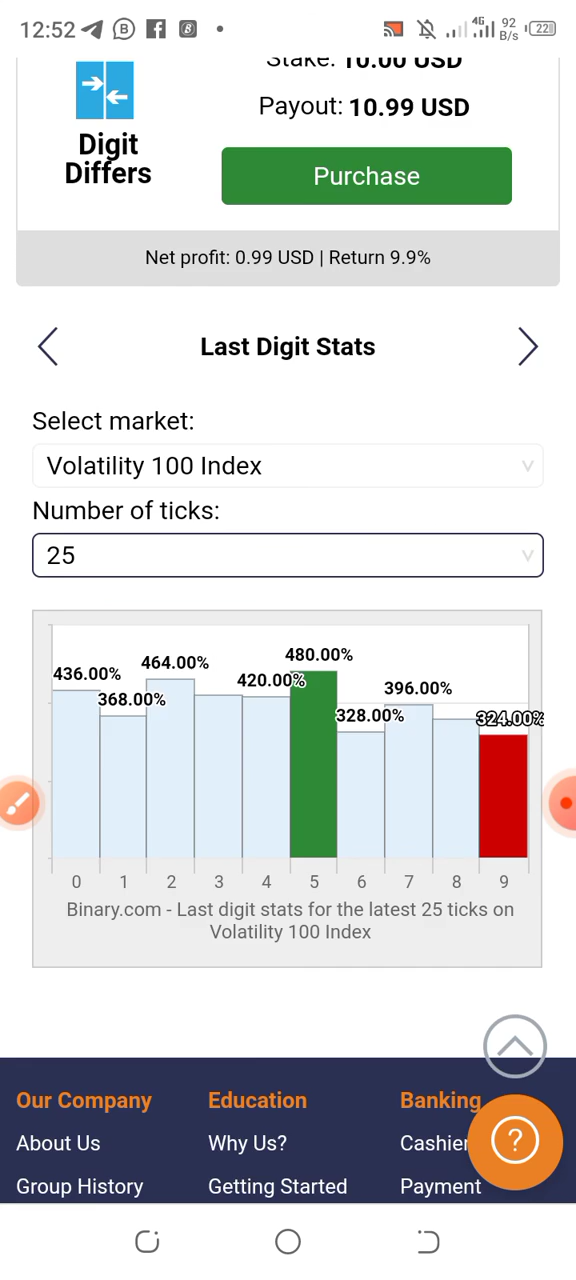 12:52
4G
92
B/s
22
Stake: 10.00 USD
Payout: 10.99 USD
Digit
Differs
Purchase
Net profit: 0.99 USD | Return 9.9%
Last Digit Stats
Select market:
Volatility 100 Index
Number of ticks:
25
436.00%
368.00%
464.00%
420.00%
480.00%
328.00%
396.00%
324.00%
0 1 2 3 4 5 6 7 8 9
Binary.com - Last digit stats for the latest 25 ticks on
Volatility 100 Index
Our Company Education Banking
About Us Why Us? Cashier
Group History Getting Started Payment
?